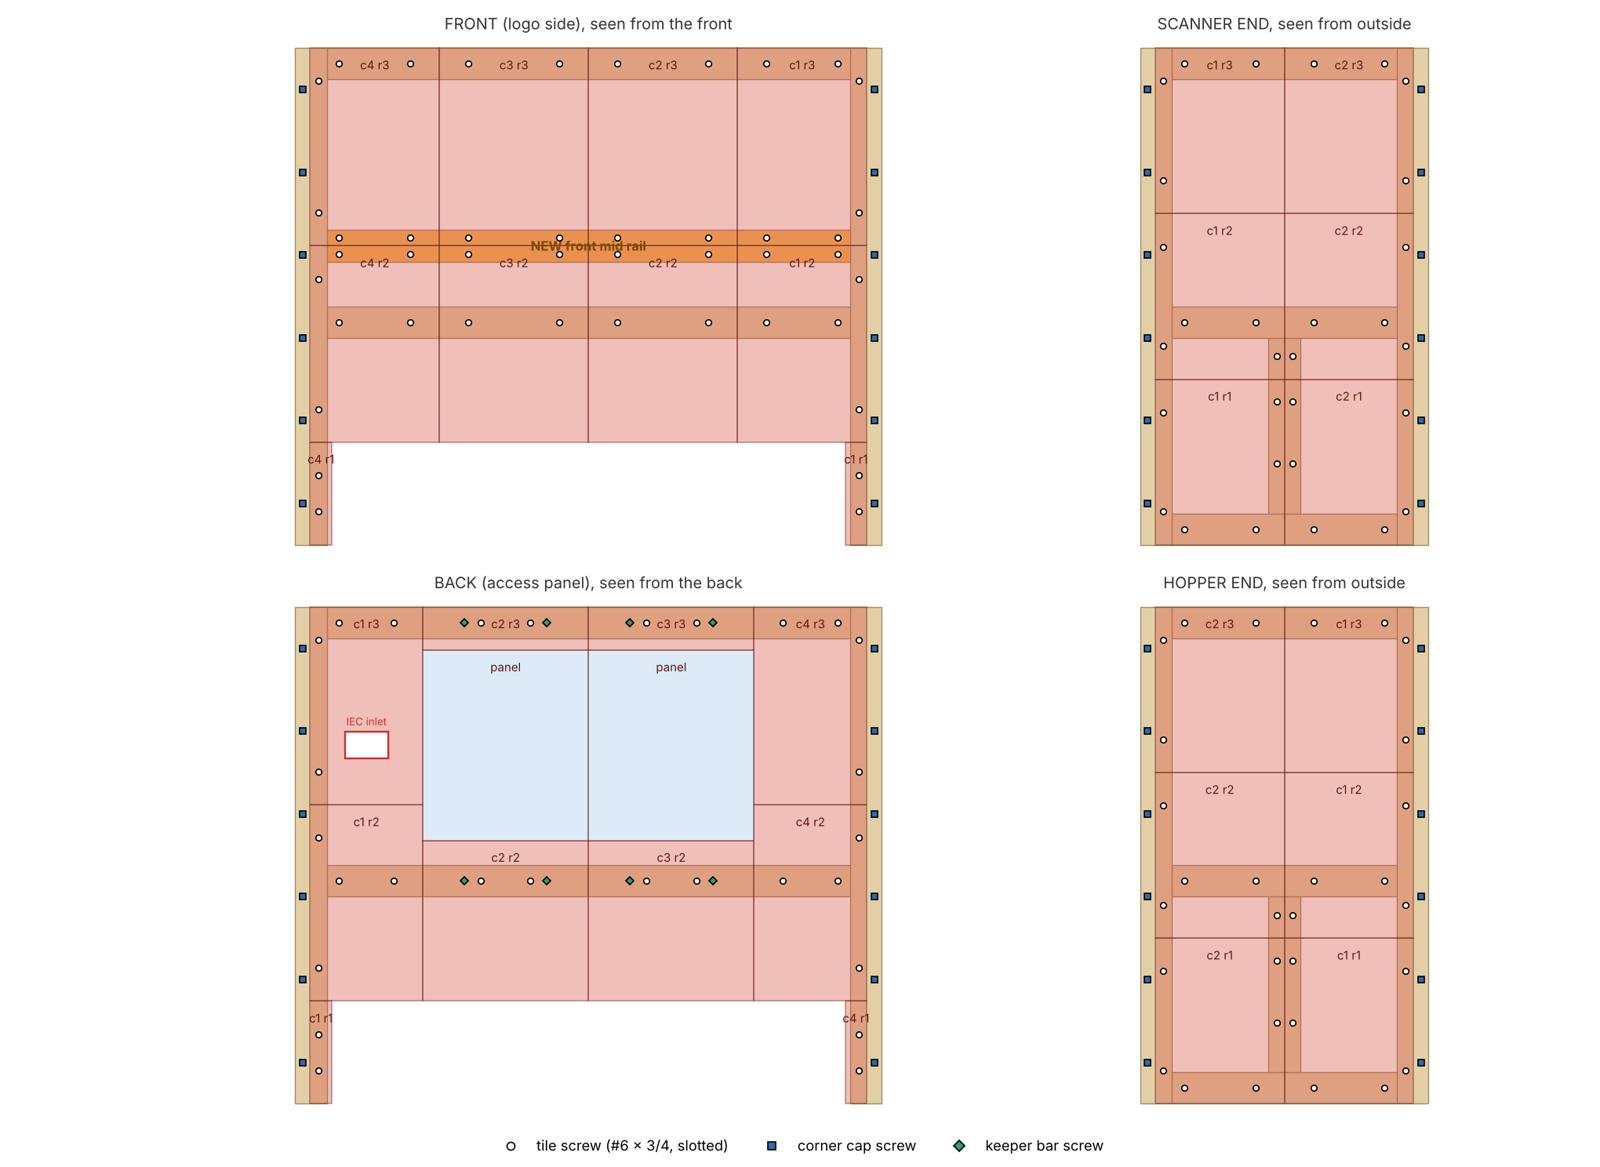 FRONT (logo side), seen from the front
SCANNER END, seen from outside
c4 r3
c3 r3
c2 r3
c1 r3
c1 r3
c2 r3
c1 r2
c2 r2
NEW front mid rail
c4 r2
c3 r2
c2 r2
c1 r2
c1 r1
c2 r1
c4 r1
c1 r1
BACK (access panel), seen from the back
HOPPER END, seen from outside
c1 r3
c2 r3
c3 r3
c4 r3
c2 r3
c1 r3
panel
panel
IEC inlet
c2 r2
c1 r2
c1 r2
c4 r2
c2 r2
c3 r2
c2 r1
c1 r1
c1 r1
c4 r1
tile screw (#6 × 3/4, slotted)
corner cap screw
keeper bar screw